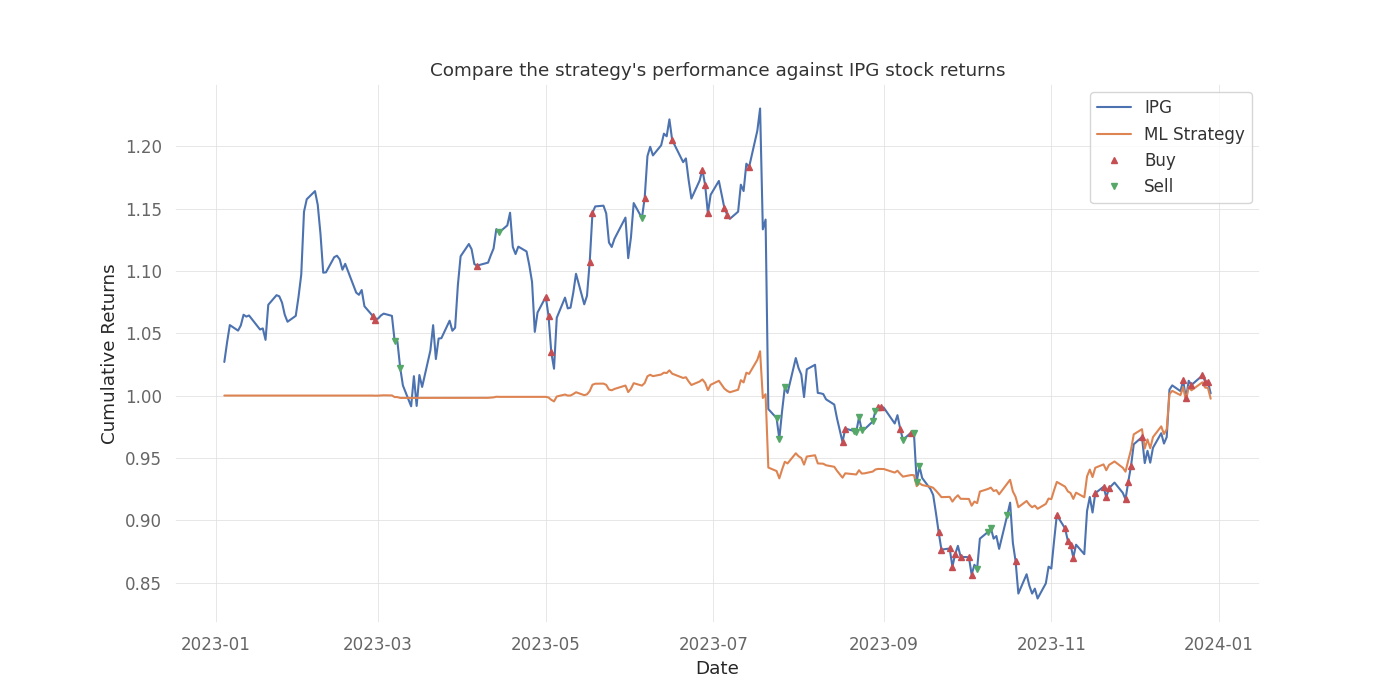 Compare the strategy's performance against IPG stock returns
IPG
ML Strategy
Buy
Sell
Cumulative Returns
1.20
1.15
1.10
1.05
1.00
0.95
0.90
0.85
2023-01
2023-03
2023-05
2023-07
2023-09
2023-11
2024-01
Date